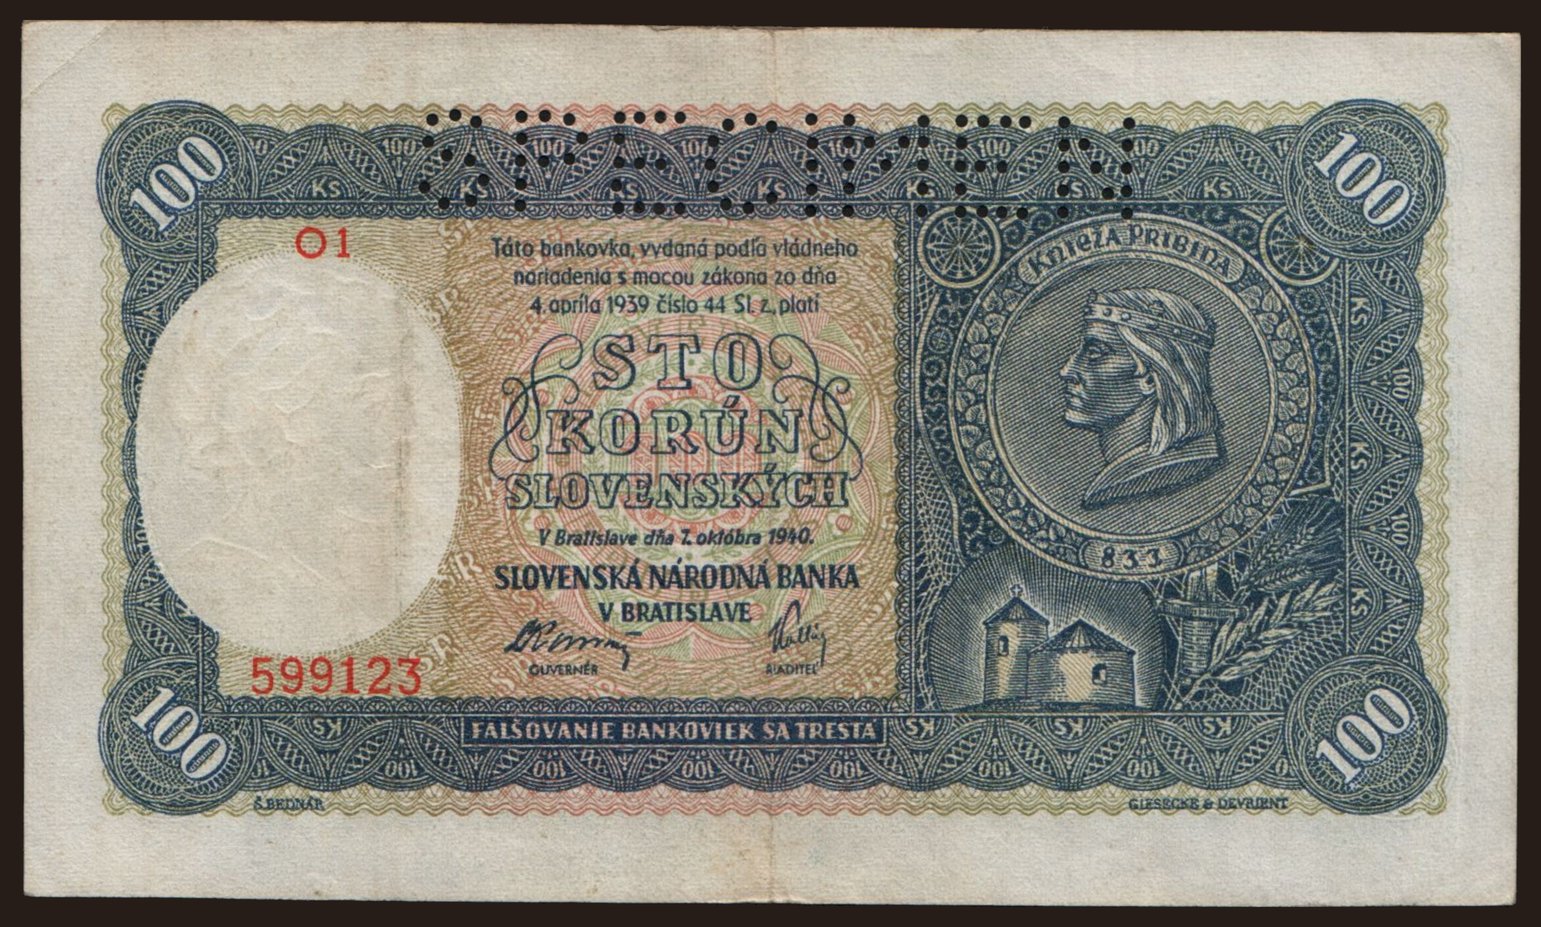 SPECIMEN
100
100
O1
Táto bankovka, vydaná podľa vládneho
nariadenia s mocou zákona zo dňa
4. apríla 1939 číslo 44 Sl. z., platí
STO
KORÚN
SLOVENSKÝCH
V Bratislave dňa 7. októbra 1940.
SLOVENSKÁ NÁRODNÁ BANKA
V BRATISLAVE
GUVERNÉR
RIADITEĽ
KNIEŽA PRIBINA
833
599123
100
100
FALŠOVANIE BANKOVIEK SA TRESTÁ
Š. BEDNÁR
GIESECKE & DEVRIENT